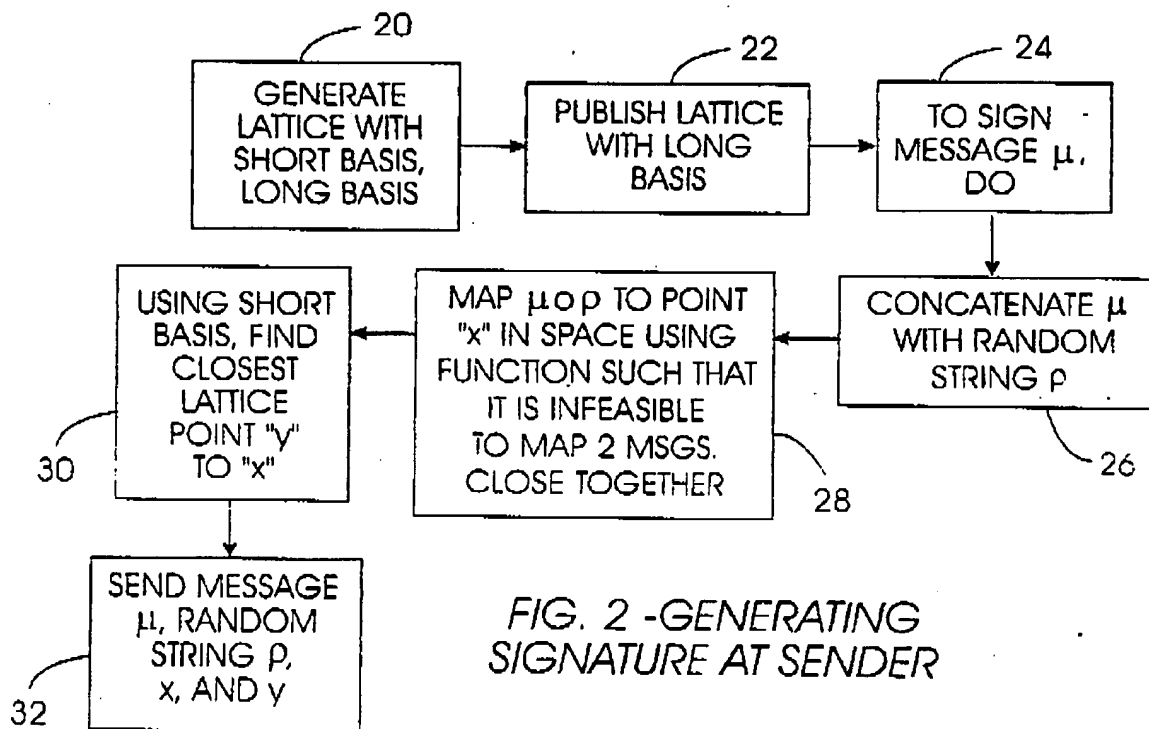 20
GENERATE
LATTICE WITH
SHORT BASIS,
LONG BASIS
22
PUBLISH LATTICE
WITH LONG
BASIS
24
TO SIGN
MESSAGE μ,
DO
CONCATENATE μ
WITH RANDOM
STRING ρ
26
MAP μ o ρ TO POINT
"x" IN SPACE USING
FUNCTION SUCH THAT
IT IS INFEASIBLE
TO MAP 2 MSGS.
CLOSE TOGETHER
28
USING SHORT
BASIS, FIND
CLOSEST
LATTICE
POINT "y"
TO "x"
30
SEND MESSAGE
μ, RANDOM
STRING ρ,
x, AND y
32
FIG. 2 -GENERATING
SIGNATURE AT SENDER